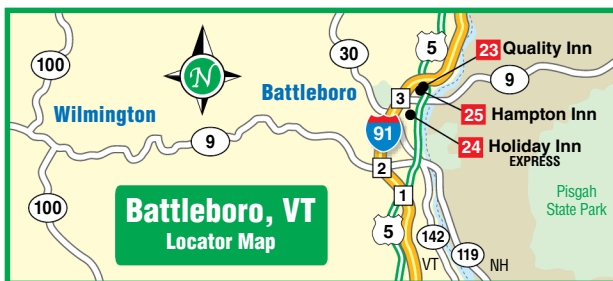 5
23 Quality Inn
30
100
N
9
Battleboro
3
25 Hampton Inn
Wilmington
91
24 Holiday Inn
EXPRESS
9
2
1
Pisgah
State Park
100
Battleboro, VT
Locator Map
5
142
119
VT
NH